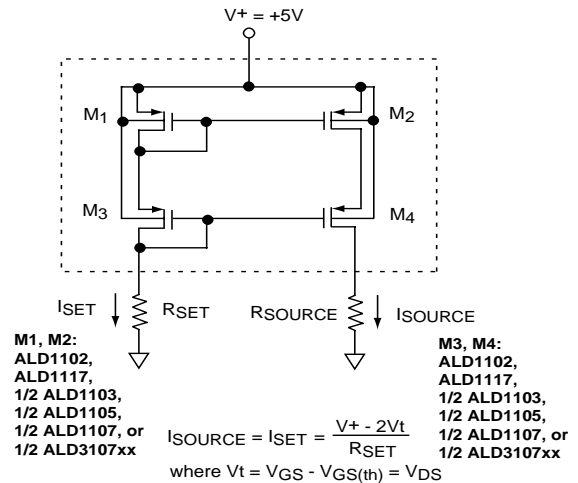 V+ = +5V
M1
M2
M3
M4
ISET
RSET
RSOURCE
ISOURCE
M1, M2:
ALD1102,
ALD1117,
1/2 ALD1103,
1/2 ALD1105,
1/2 ALD1107, or
1/2 ALD3107xx
M3, M4:
ALD1102,
ALD1117,
1/2 ALD1103,
1/2 ALD1105,
1/2 ALD1107, or
1/2 ALD3107xx
ISOURCE = ISET = V+ - 2Vt
RSET
where Vt = VGS - VGS(th) = VDS